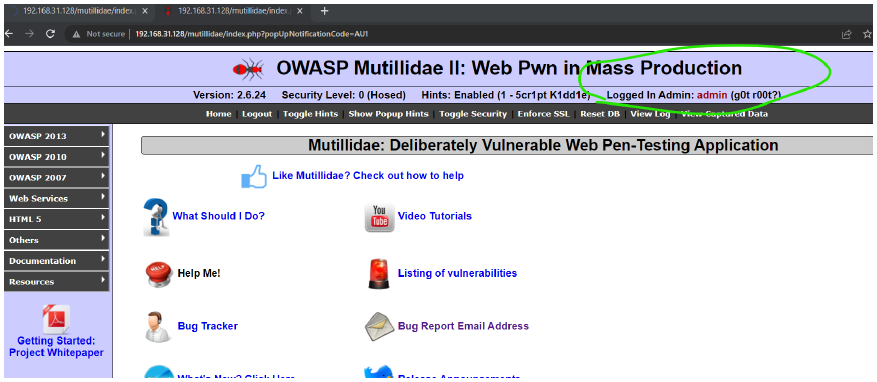 192.168.31.128/mutillidae/index.
192.168.31.128/mutillidae/index.p
Not secure | 192.168.31.128/mutillidae/index.php?popUpNotificationCode=AU1
OWASP Mutillidae II: Web Pwn in Mass Production
Version: 2.6.24 Security Level: 0 (Hosed) Hints: Enabled (1 - 5cr1pt K1dd1e) Logged In Admin: admin (g0t r00t?)
Home | Logout | Toggle Hints | Show Popup Hints | Toggle Security | Enforce SSL | Reset DB | View Log | View Captured Data
OWASP 2013
OWASP 2010
OWASP 2007
Web Services
HTML 5
Others
Documentation
Resources
PDF
Getting Started:
Project Whitepaper
Mutillidae: Deliberately Vulnerable Web Pen-Testing Application
Like Mutillidae? Check out how to help
What Should I Do?
You
Tube
Video Tutorials
HELP
Help Me!
Listing of vulnerabilities
Bug Tracker
Bug Report Email Address
What's New? Click Here
Release Announcements